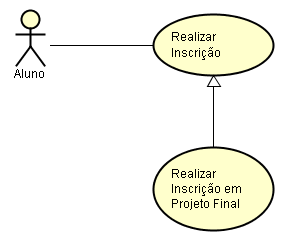 Realizar
Inscrição
Aluno
Realizar
Inscrição em
Projeto Final